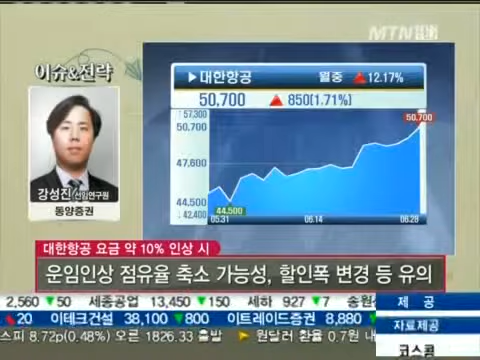 이슈&전략
MTN
▶대한항공 월중 ▲12.17%
50,700 ▲ 850(1.71%)
57,300
50,700
47,600
44,500
42,400
50,700
44,500
05.31 06.14 06.28
강성진 선임연구원
동양증권
대한항공 요금 약 10% 인상 시
운임인상 점유율 축소 가능성, 할인폭 변경 등 유의
2,560 ▼ 50 세종공업 13,450 ▼ 150 세하 927 ▼ 7 동원
▲ 20 이테크건설 38,100 ▼ 800 이트레이드증권 8,880 ▼
스피 8.72p(0.48%) 오른 1826.33 출발 ▶ 원달러 환율 0.7원 내
제 공
자료제공
코스콤